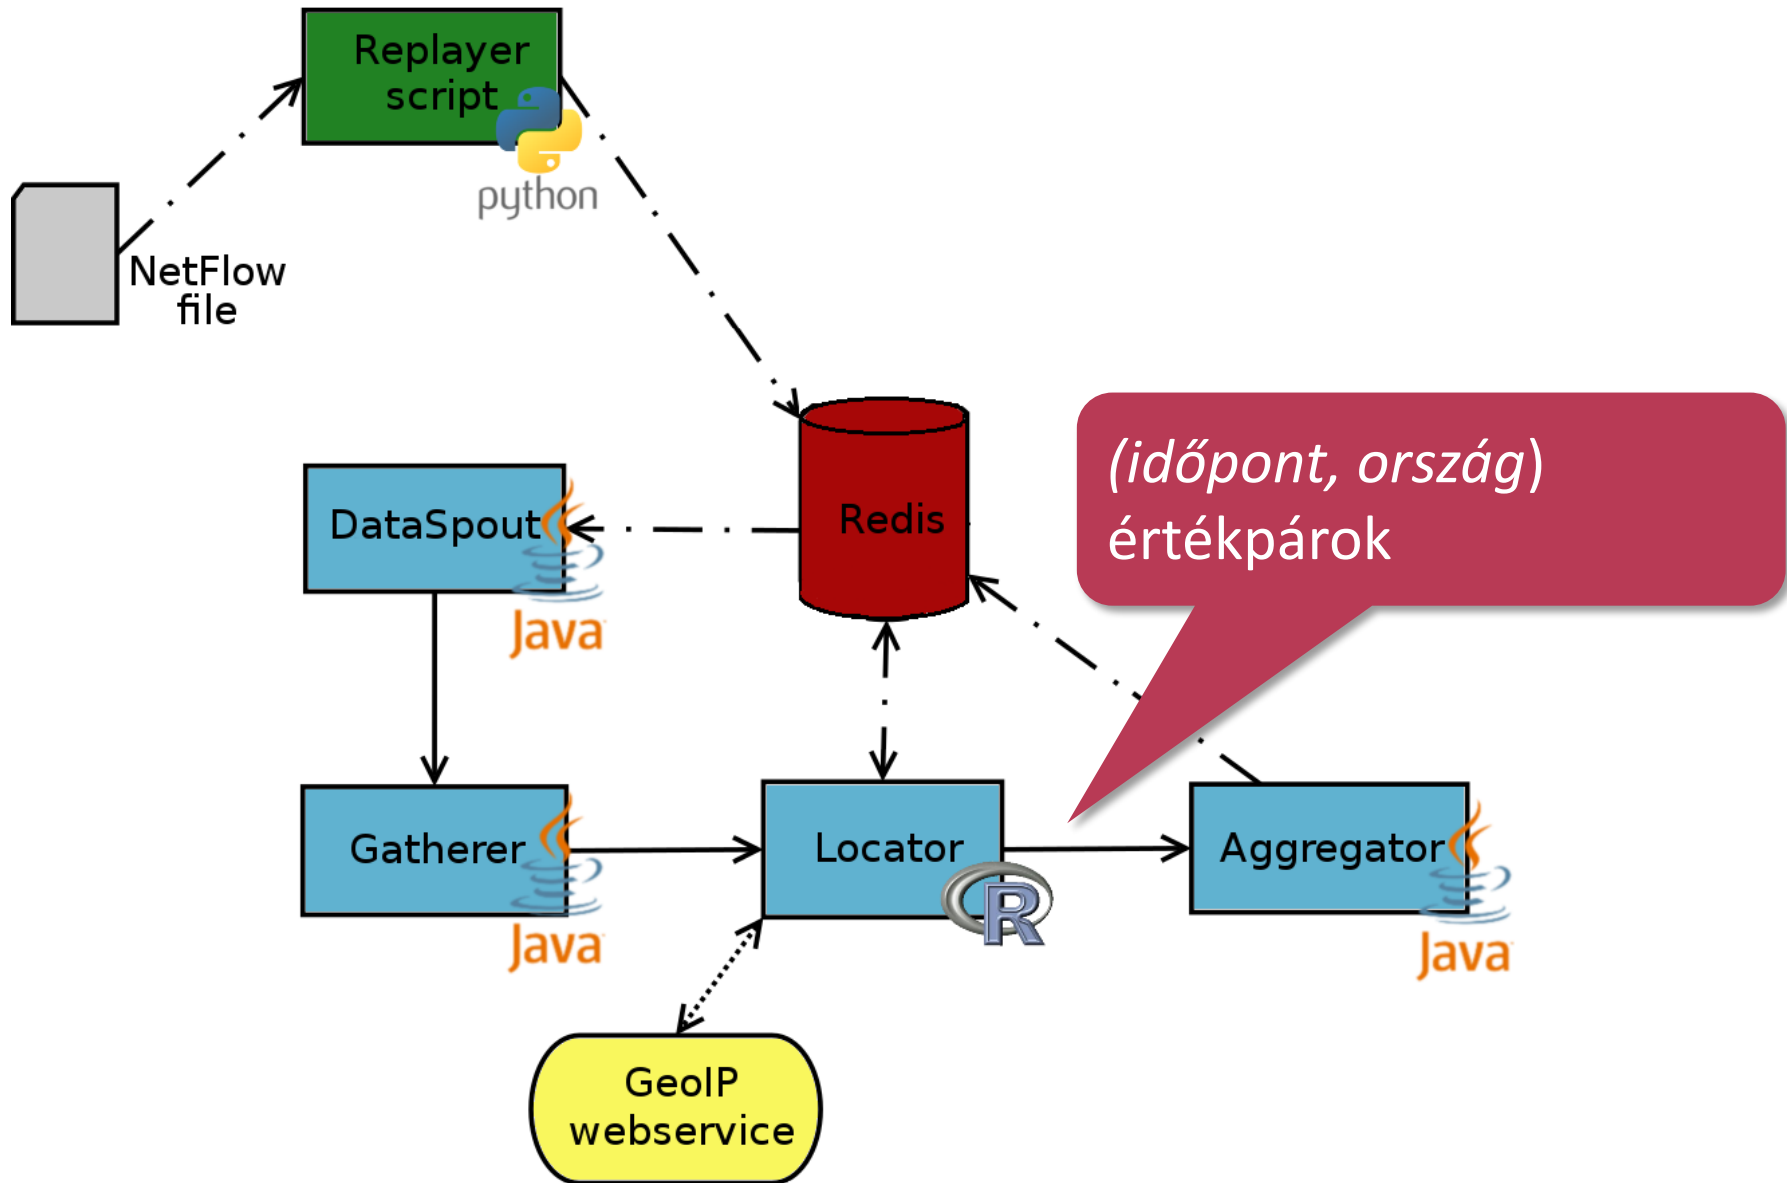 Replayer
script
python
NetFlow
file
(időpont, ország)
értékpárok
Redis
DataSpout
Java
Gatherer
Java
Locator
R
Aggregator
Java
GeoIP
webservice